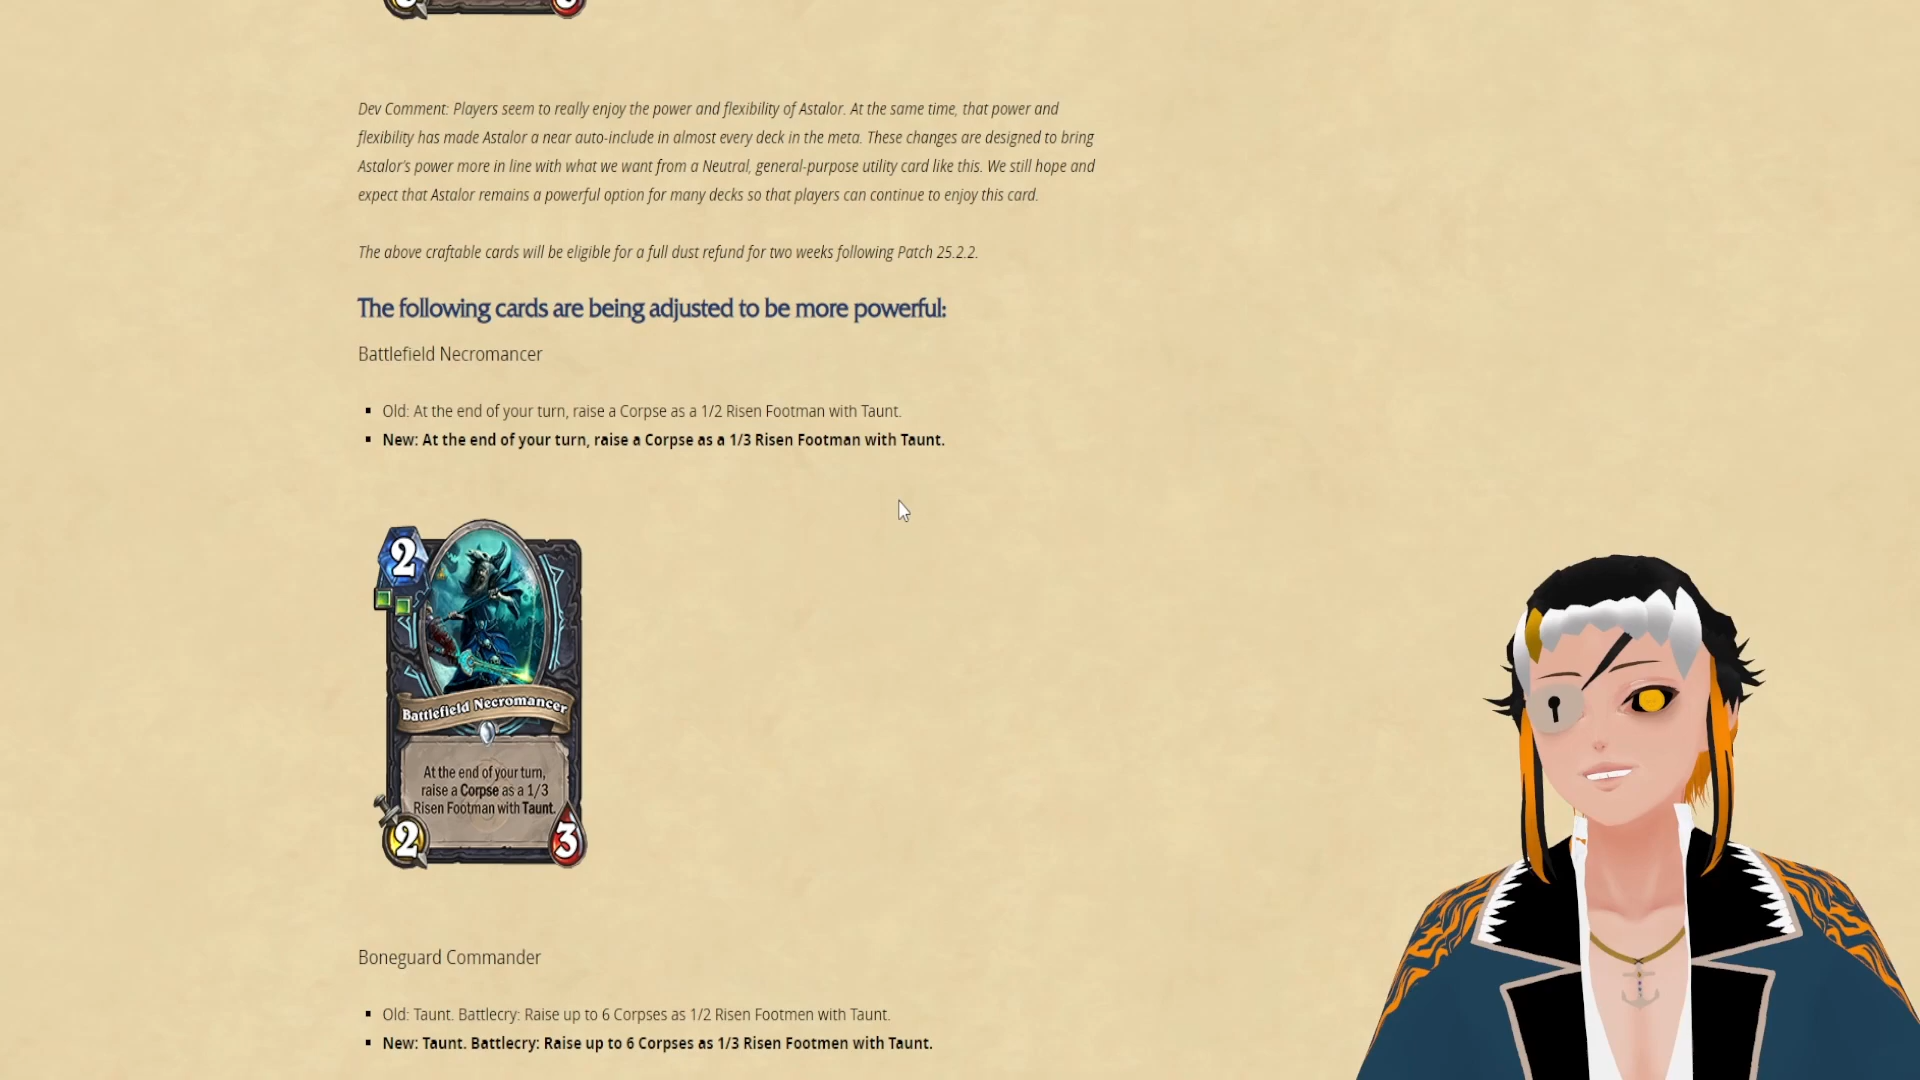 Dev Comment: Players seem to really enjoy the power and flexibility of Astalor. At the same time, that power and
flexibility has made Astalor a near auto-include in almost every deck in the meta. These changes are designed to bring
Astalor's power more in line with what we want from a Neutral, general-purpose utility card like this. We still hope and
expect that Astalor remains a powerful option for many decks so that players can continue to enjoy this card.
The above craftable cards will be eligible for a full dust refund for two weeks following Patch 25.2.2.
The following cards are being adjusted to be more powerful:
Battlefield Necromancer
Old: At the end of your turn, raise a Corpse as a 1/2 Risen Footman with Taunt.
New: At the end of your turn, raise a Corpse as a 1/3 Risen Footman with Taunt.
2
Battlefield Necromancer
At the end of your turn,
raise a Corpse as a 1/3
Risen Footman with Taunt.
2 3
Boneguard Commander
Old: Taunt. Battlecry: Raise up to 6 Corpses as 1/2 Risen Footmen with Taunt.
New: Taunt. Battlecry: Raise up to 6 Corpses as 1/3 Risen Footmen with Taunt.